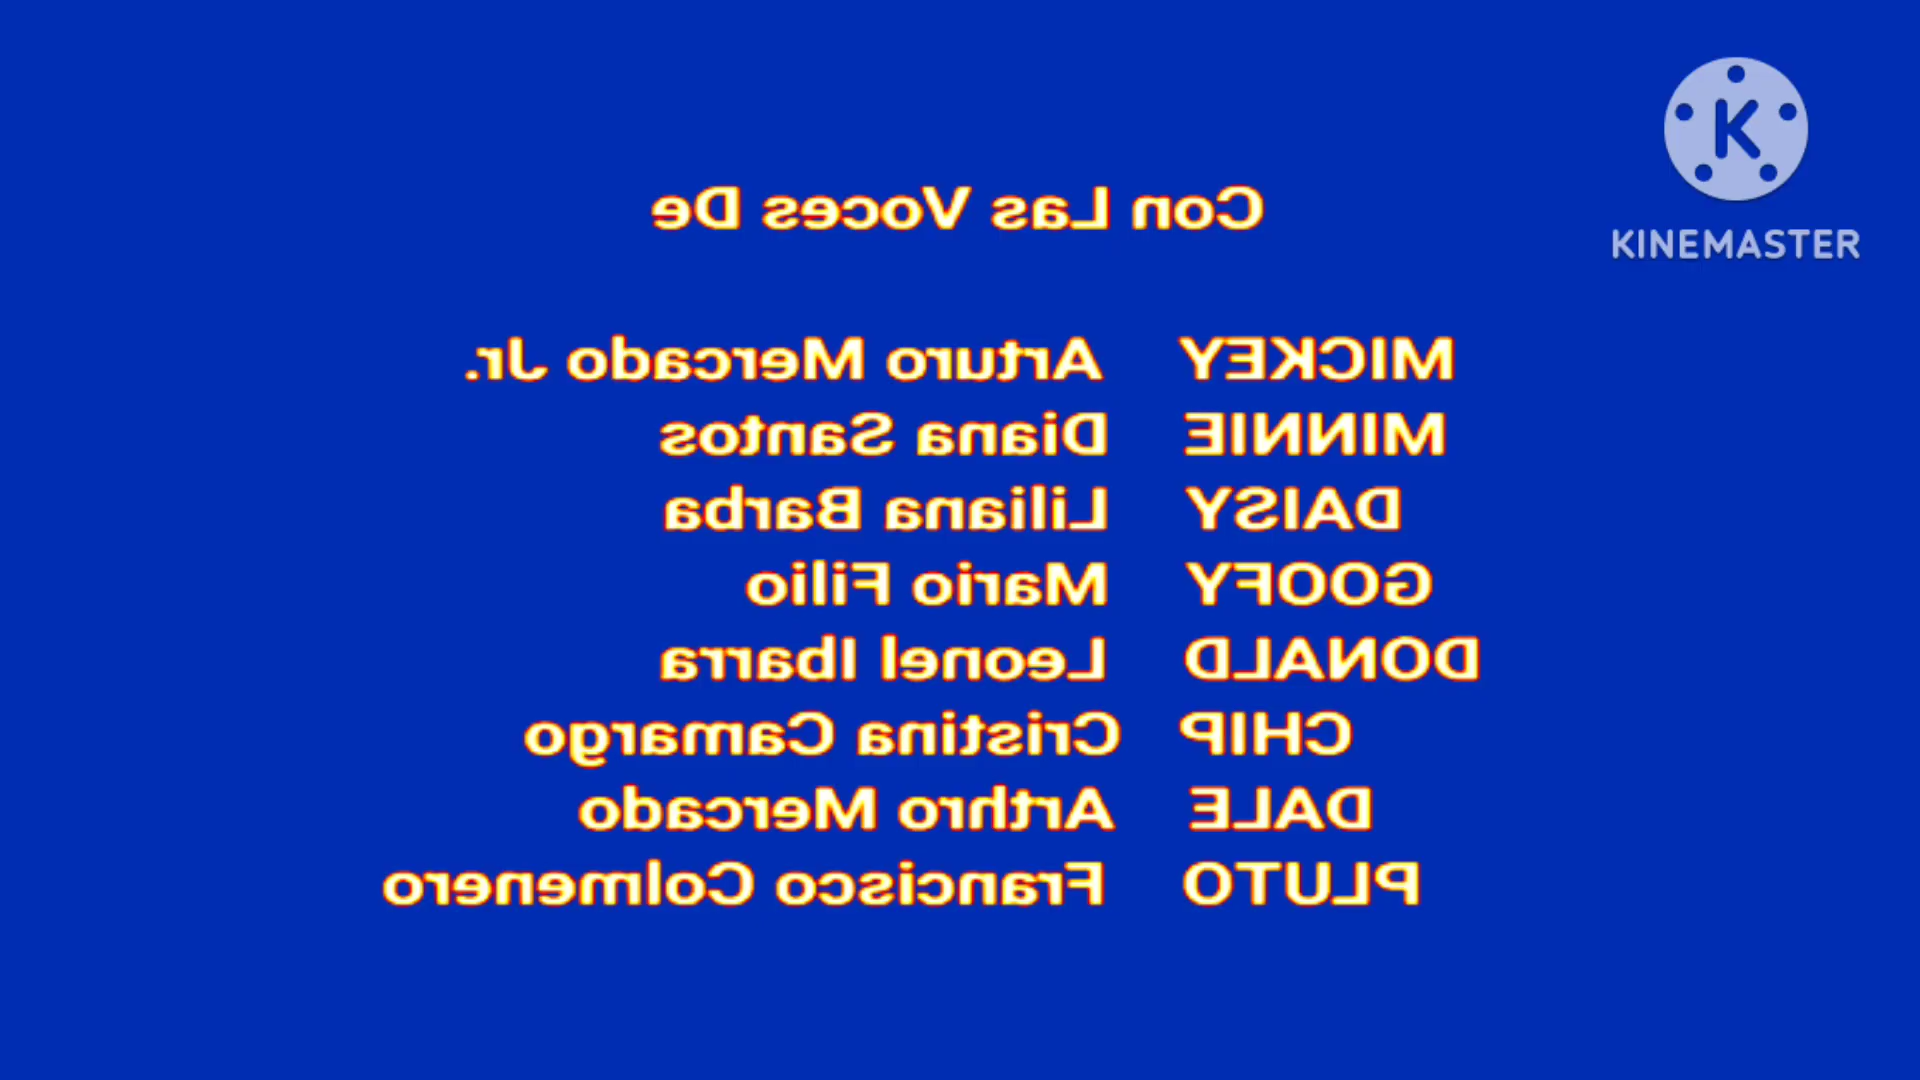 Con Las Voces De
KINEMASTER
MICKEY Arturo Mercado Jr.
MINNIE Diana Santos
DAISY Liliana Barba
GOOFY Mario Filio
DONALD Leonel Ibarra
CHIP Cristina Camargo
DALE Arthro Mercado
PLUTO Francisco Colmenero